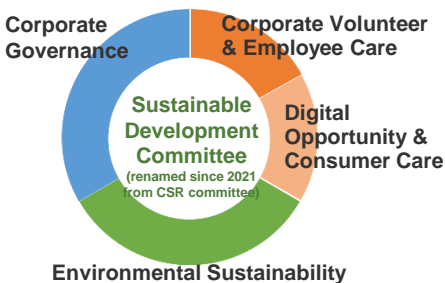 Corporate
Governance
Corporate Volunteer
& Employee Care
Sustainable
Development
Committee
(renamed since 2021
from CSR committee)
Digital
Opportunity &
Consumer Care
Environmental Sustainability